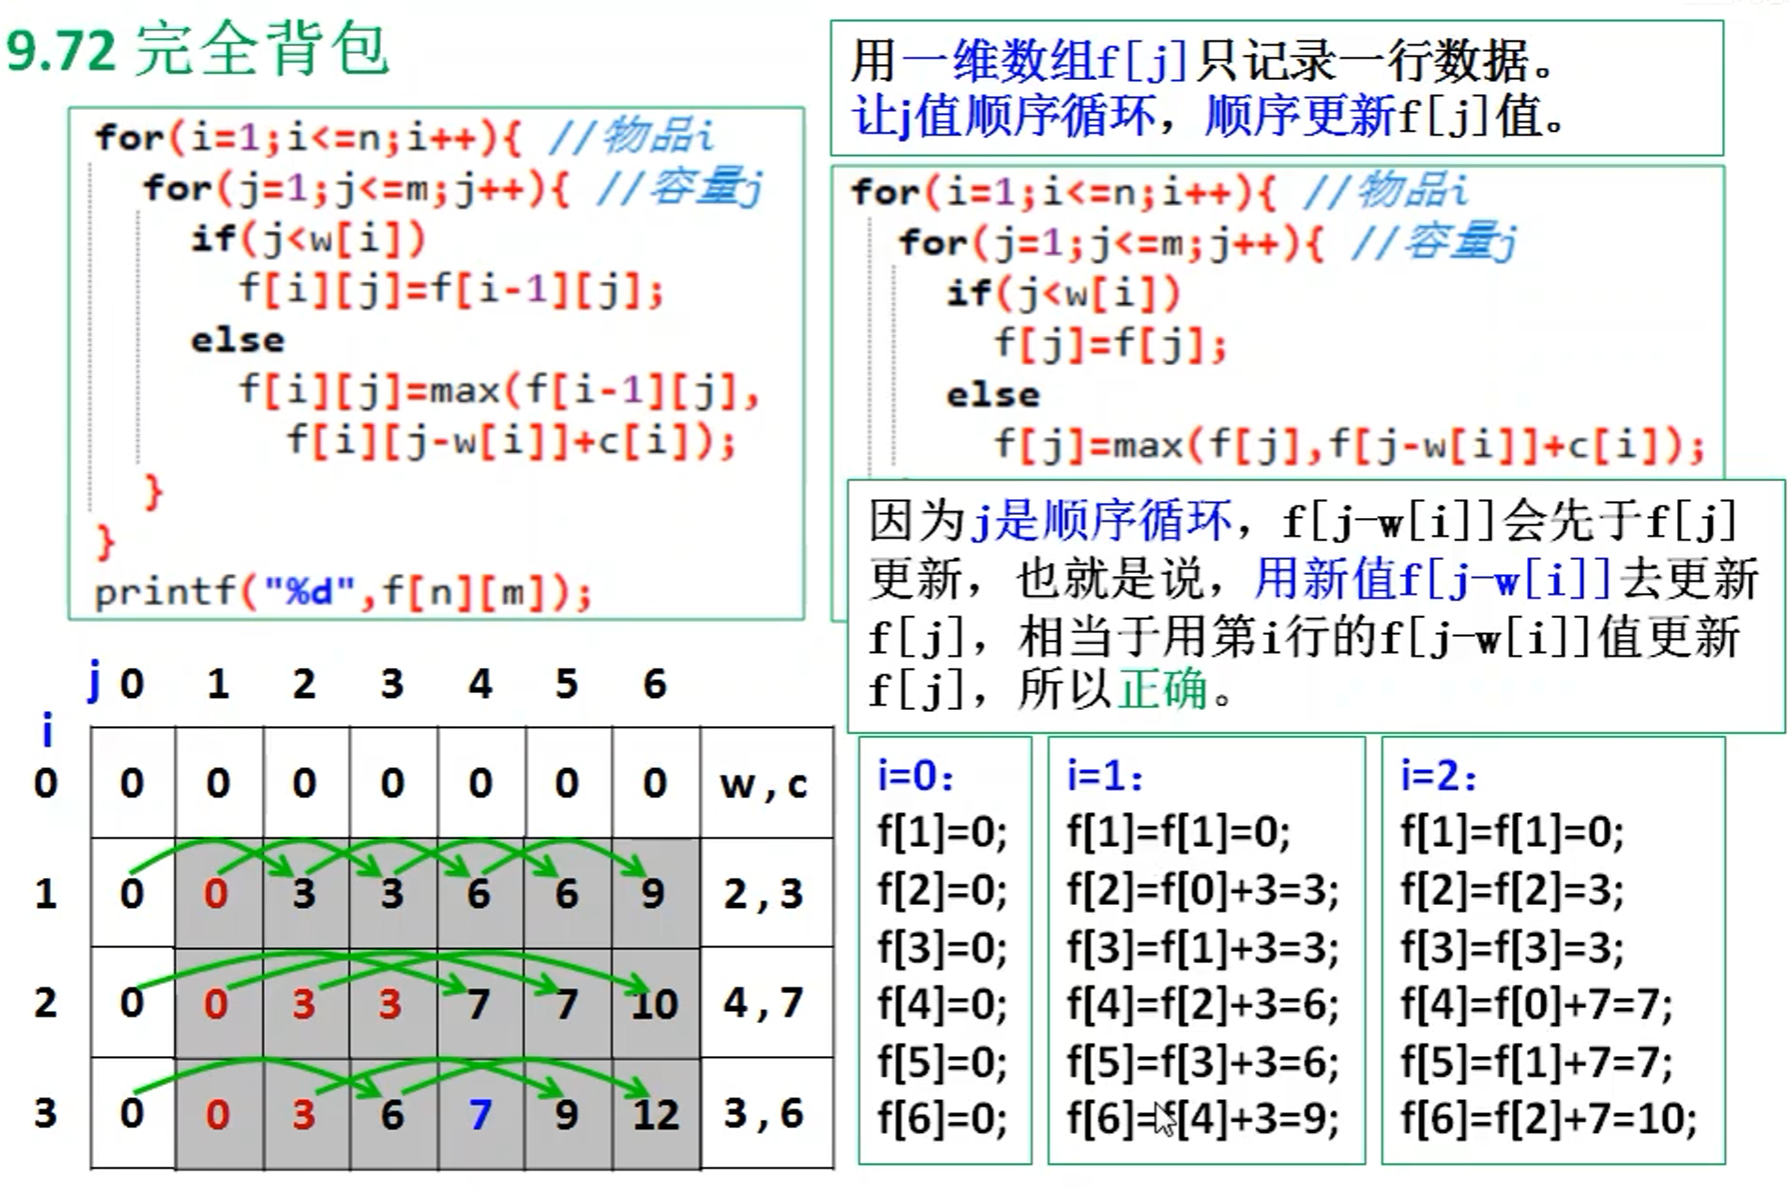 9.72 完全背包
for(i=1;i<=n;i++){ //物品i
for(j=1;j<=m;j++){ //容量j
if(j<w[i])
f[i][j]=f[i-1][j];
else
f[i][j]=max(f[i-1][j],
f[i][j-w[i]]+c[i]);
}
}
printf("%d",f[n][m]);
用一维数组f[j]只记录一行数据。
让j值顺序循环，顺序更新f[j]值。
for(i=1;i<=n;i++){ //物品i
for(j=1;j<=m;j++){ //容量j
if(j<w[i])
f[j]=f[j];
else
f[j]=max(f[j],f[j-w[i]]+c[i]);
因为j是顺序循环，f[j-w[i]]会先于f[j]
更新，也就是说，用新值f[j-w[i]]去更新
f[j]，相当于用第i行的f[j-w[i]]值更新
f[j]，所以正确。
j 0 1 2 3 4 5 6
i
0 0 0 0 0 0 0 0 w,c
1 0 0 3 3 6 6 9 2,3
2 0 0 3 3 7 7 10 4,7
3 0 0 3 6 7 9 12 3,6
i=0：
f[1]=0;
f[2]=0;
f[3]=0;
f[4]=0;
f[5]=0;
f[6]=0;
i=1：
f[1]=f[1]=0;
f[2]=f[0]+3=3;
f[3]=f[1]+3=3;
f[4]=f[2]+3=6;
f[5]=f[3]+3=6;
f[6]=f[4]+3=9;
i=2：
f[1]=f[1]=0;
f[2]=f[2]=3;
f[3]=f[3]=3;
f[4]=f[0]+7=7;
f[5]=f[1]+7=7;
f[6]=f[2]+7=10;